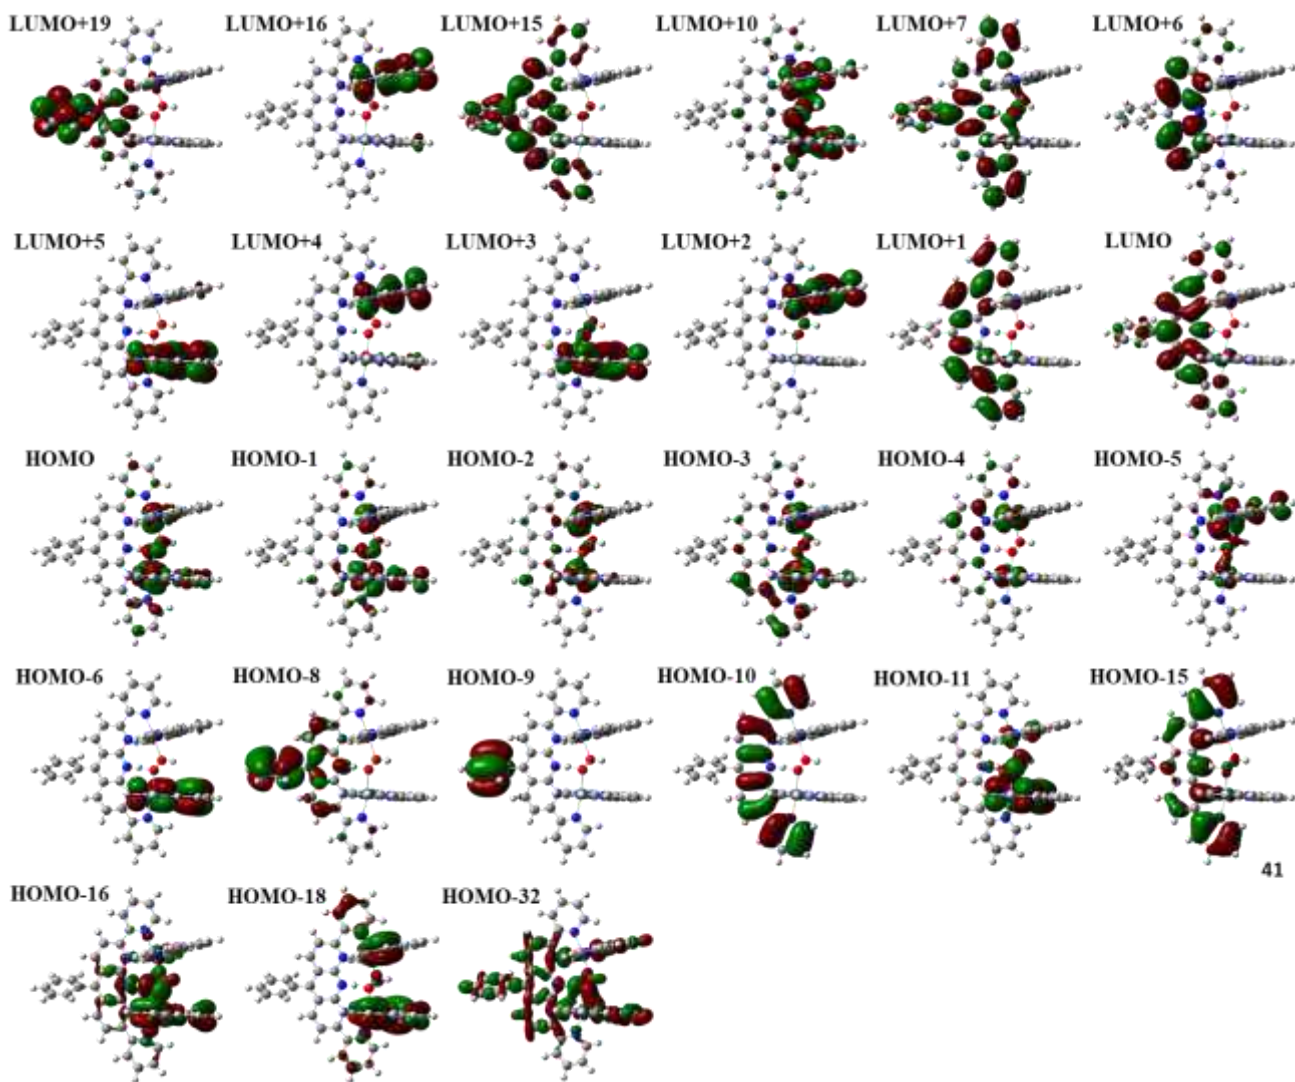 LUMO+19 LUMO+16 LUMO+15 LUMO+10 LUMO+7 LUMO+6
LUMO+5 LUMO+4 LUMO+3 LUMO+2 LUMO+1 LUMO
HOMO HOMO-1 HOMO-2 HOMO-3 HOMO-4 HOMO-5
HOMO-6 HOMO-8 HOMO-9 HOMO-10 HOMO-11 HOMO-15
41
HOMO-16 HOMO-18 HOMO-32